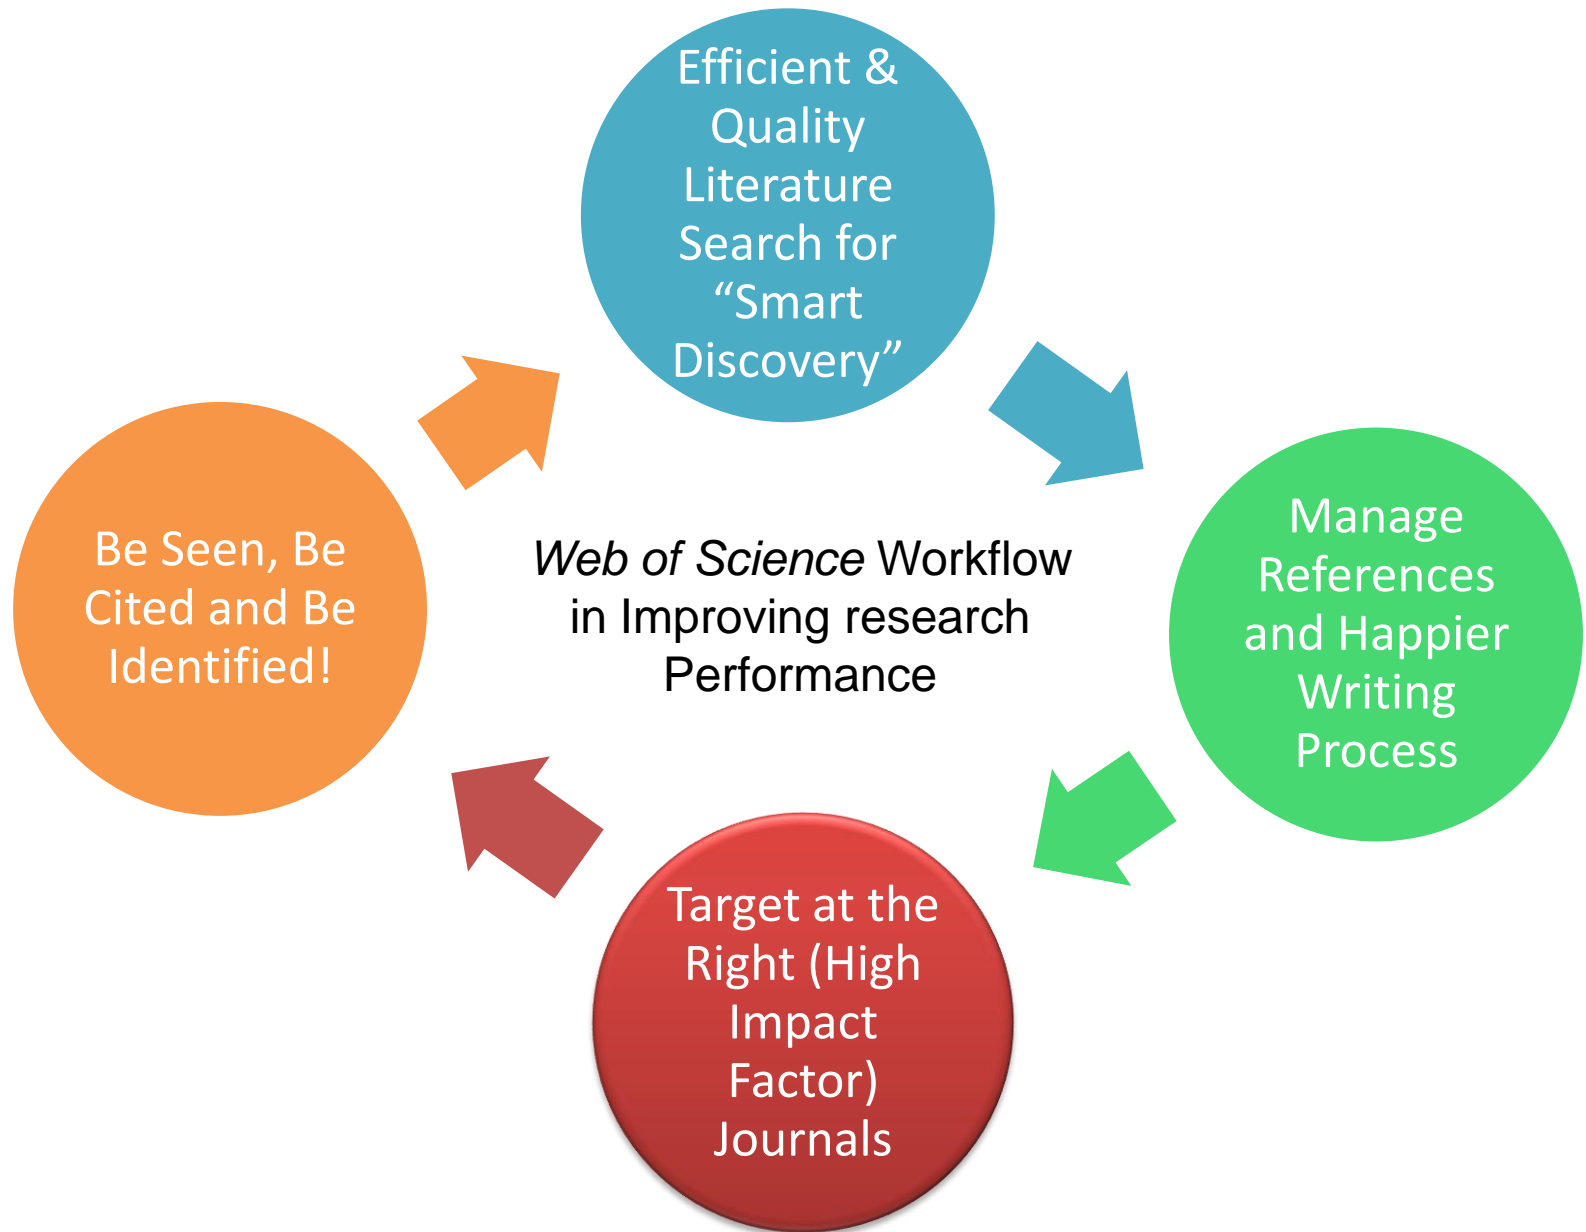 Efficient &
Quality
Literature
Search for
“Smart
Discovery”
Manage
References
and Happier
Writing
Process
Target at the
Right (High
Impact
Factor)
Journals
Be Seen, Be
Cited and Be
Identified!
Web of Science Workflow
in Improving research
Performance